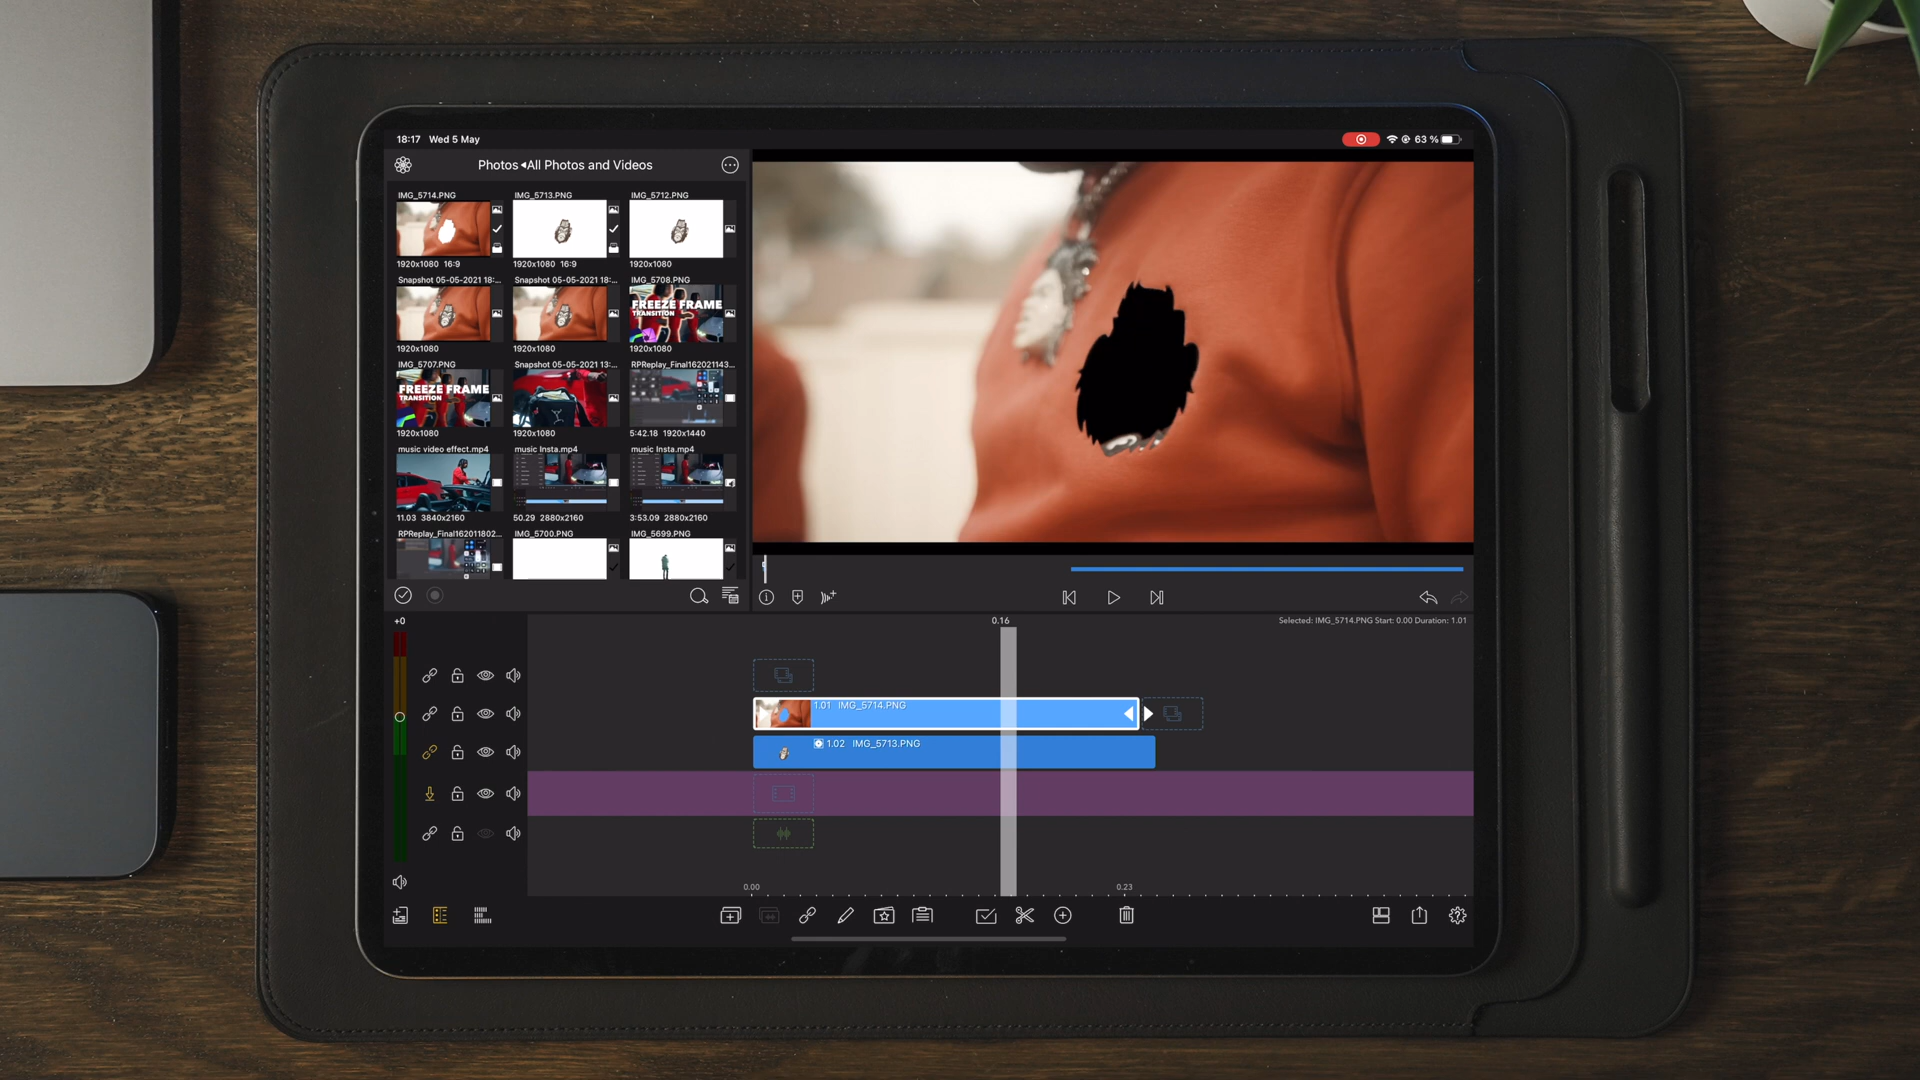 18:17 Wed 5 May
63 %
Photos ◂All Photos and Videos
IMG_5714.PNG IMG_5713.PNG IMG_5712.PNG
1920x1080 16:9 1920x1080 16:9 1920x1080
Snapshot 05-05-2021 18:... Snapshot 05-05-2021 18:... IMG_5708.PNG
FREEZE FRAME
TRANSITION
1920x1080 1920x1080 1920x1080
IMG_5707.PNG Snapshot 05-05-2021 13:... RPReplay_Final162021143...
FREEZE FRAME
TRANSITION
1920x1080 1920x1080 5:42.18 1920x1440
music video effect.mp4 music Insta.mp4 music Insta.mp4
11.03 3840x2160 50.29 2880x2160 3:53.09 2880x2160
RPReplay_Final162011802... IMG_5700.PNG IMG_5699.PNG
+0
0.16
Selected: IMG_5714.PNG Start: 0.00 Duration: 1.01
1.01 IMG_5714.PNG
1.02 IMG_5713.PNG
0.00 0.23